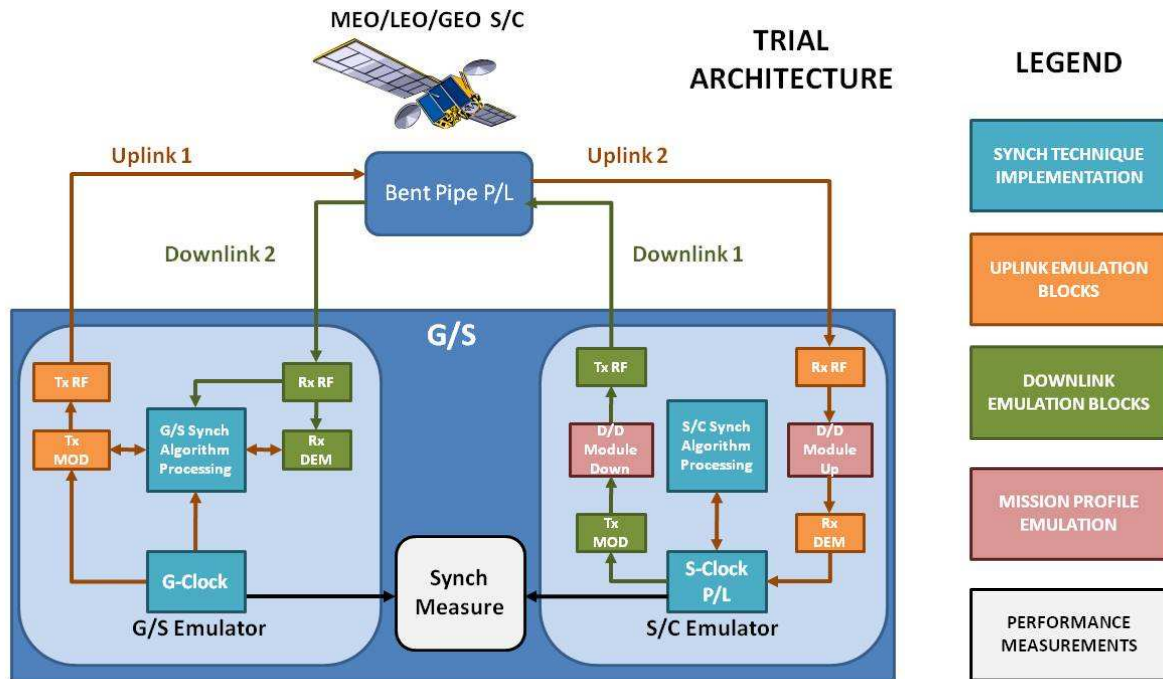 MEO/LEO/GEO S/C
TRIAL
ARCHITECTURE
LEGEND
Uplink 1
Uplink 2
Bent Pipe P/L
Downlink 2
Downlink 1
G/S
Tx RF
Rx RF
G/S Synch
Algorithm
Processing
Tx
MOD
Rx
DEM
G-Clock
G/S Emulator
Synch
Measure
Tx RF
Rx RF
D/D
Module
Down
S/C Synch
Algorithm
Processing
D/D
Module
Up
Tx
MOD
Rx
DEM
S-Clock
P/L
S/C Emulator
SYNCH TECHNIQUE
IMPLEMENTATION
UPLINK EMULATION
BLOCKS
DOWNLINK
EMULATION BLOCKS
MISSION PROFILE
EMULATION
PERFORMANCE
MEASUREMENTS